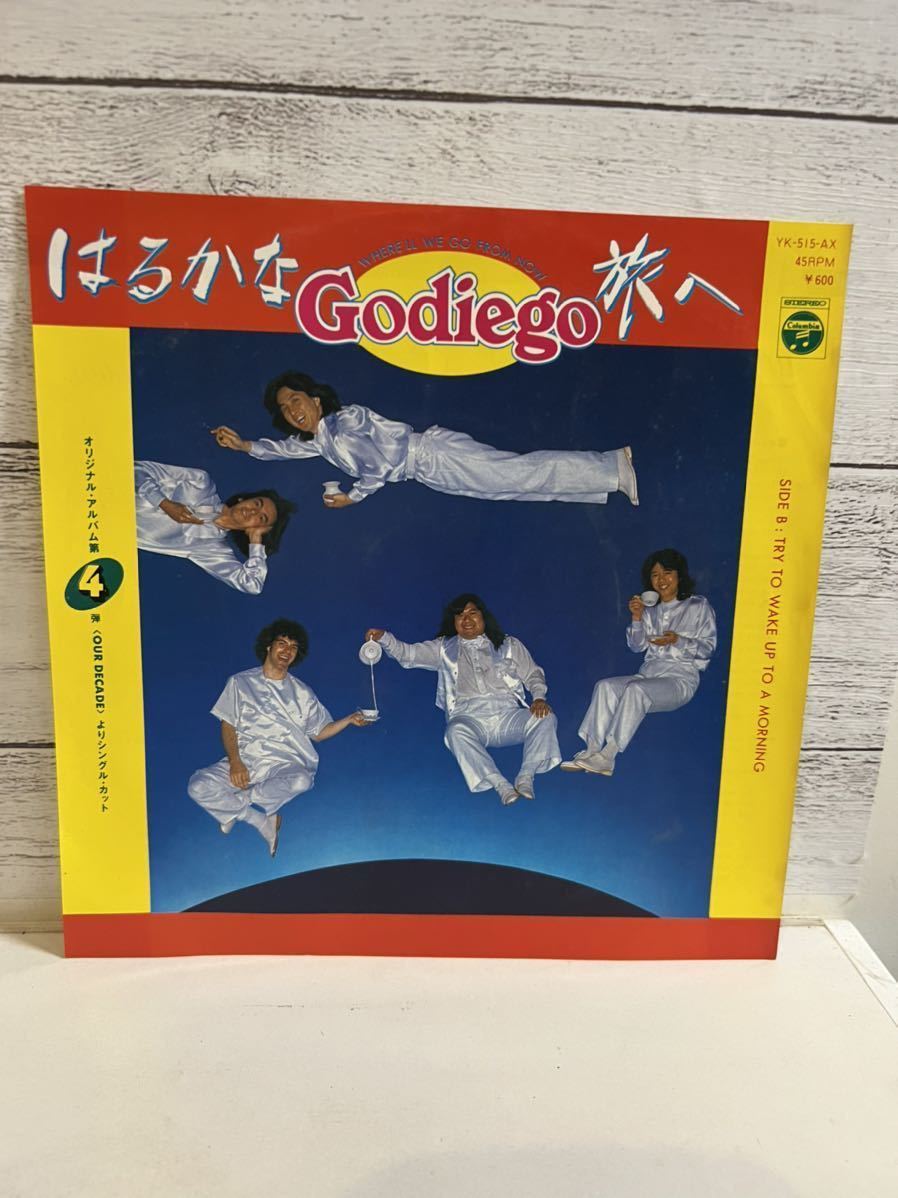 はるかな旅へ
WHERE'LL WE GO FROM NOW
Godiego
YK-515-AX
45RPM
¥600
STEREO
Columbia
SIDE B : TRY TO WAKE UP TO A MORNING
オリジナル・アルバム第4弾〈OUR DECADE〉よりシングル・カット